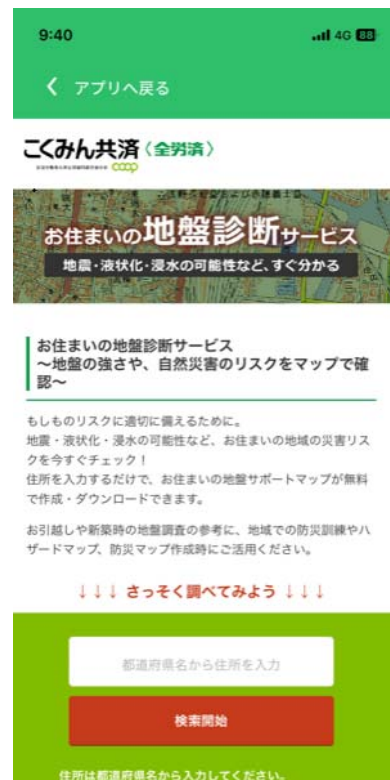 9:40
4G 88
アプリへ戻る
こくみん共済〈全労済〉
coop
お住まいの地盤診断サービス
地震・液状化・浸水の可能性など、すぐ分かる
お住まいの地盤診断サービス
～地盤の強さや、自然災害のリスクをマップで確
認～
もしものリスクに適切に備えるために。
地震・液状化・浸水の可能性など、お住まいの地域の災害リス
クを今すぐチェック！
住所を入力するだけで、お住まいの地盤サポートマップが無料
で作成・ダウンロードできます。
お引越しや新築時の地盤調査の参考に、地域での防災訓練やハ
ザードマップ、防災マップ作成時にご活用ください。
↓↓↓ さっそく調べてみよう ↓↓↓
都道府県名から住所を入力
検索開始
住所は都道府県名から入力してください。